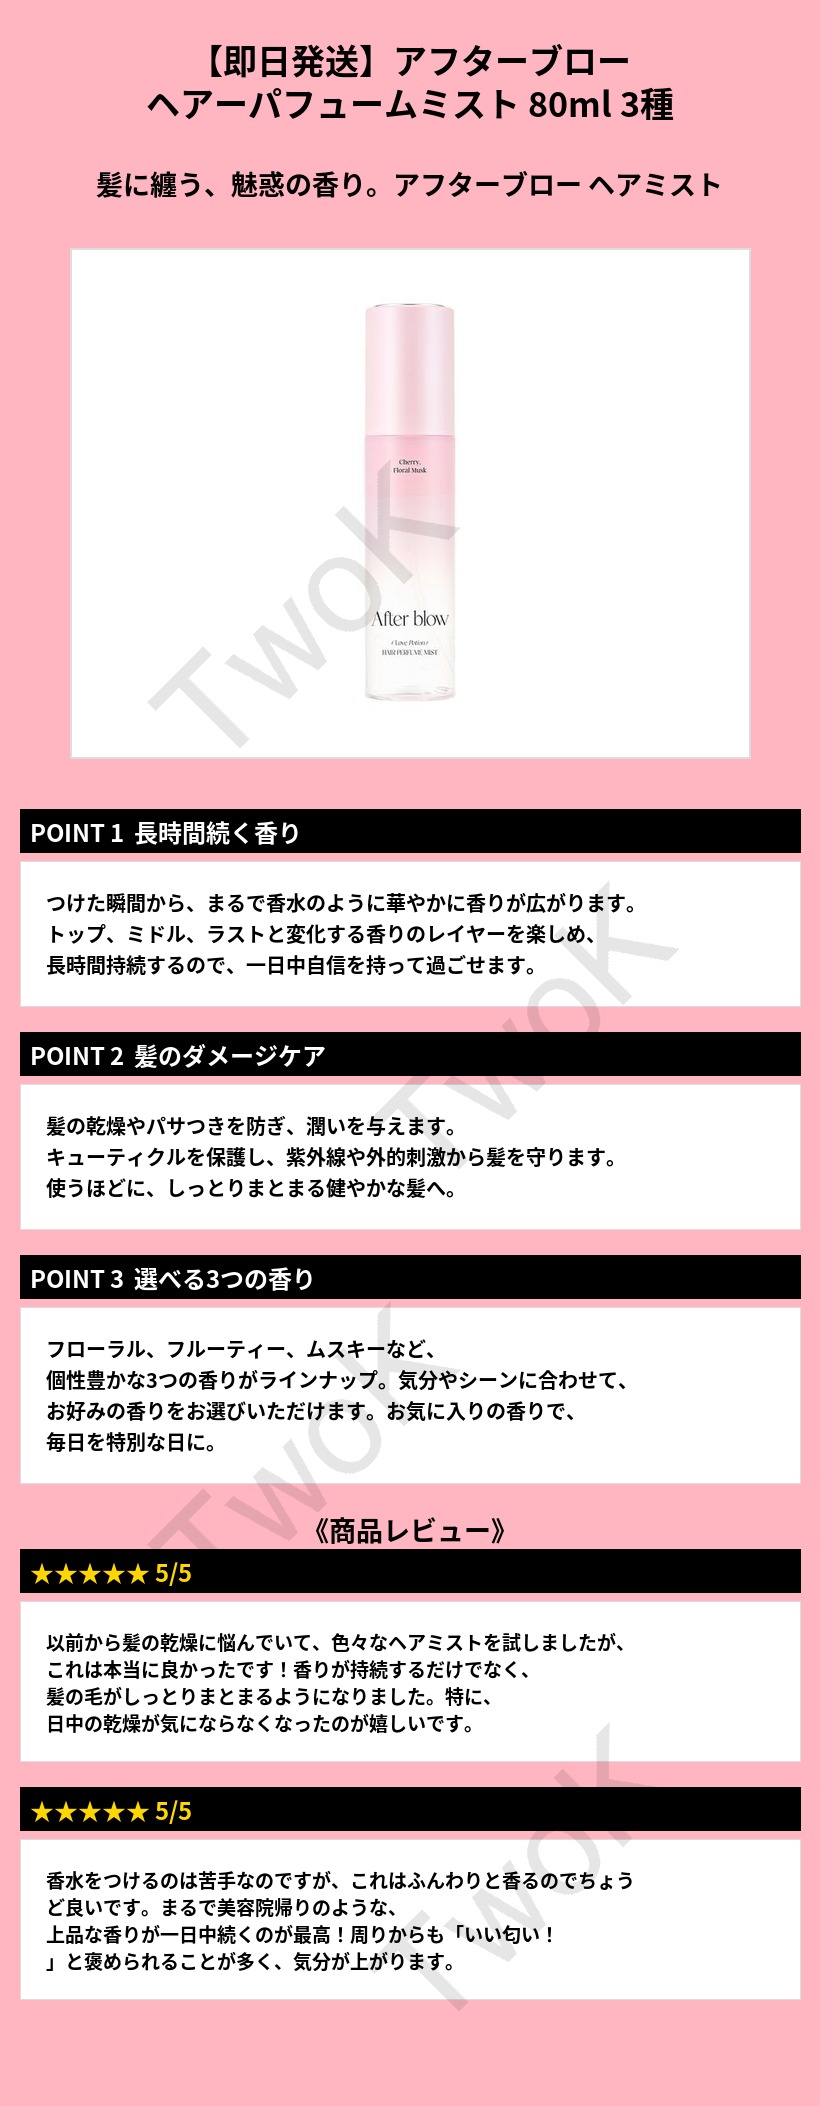 【即日発送】アフターブロー
ヘアーパフュームミスト 80ml 3種
髪に纏う、魅惑の香り。アフターブロー ヘアミスト
Cherry,
Floral Musk
After blow
( Love Potion )
HAIR PERFUME MIST
TwoK
POINT 1 長時間続く香り
つけた瞬間から、まるで香水のように華やかに香りが広がります。
トップ、ミドル、ラストと変化する香りのレイヤーを楽しめ、
長時間持続するので、一日中自信を持って過ごせます。
TwoK
POINT 2 髪のダメージケア
髪の乾燥やパサつきを防ぎ、潤いを与えます。
キューティクルを保護し、紫外線や外的刺激から髪を守ります。
使うほどに、しっとりまとまる健やかな髪へ。
POINT 3 選べる3つの香り
フローラル、フルーティー、ムスキーなど、
個性豊かな3つの香りがラインナップ。気分やシーンに合わせて、
お好みの香りをお選びいただけます。お気に入りの香りで、
毎日を特別な日に。
TwoK
《商品レビュー》
★★★★★ 5/5
以前から髪の乾燥に悩んでいて、色々なヘアミストを試しましたが、
これは本当に良かったです！香りが持続するだけでなく、
髪の毛がしっとりまとまるようになりました。特に、
日中の乾燥が気にならなくなったのが嬉しいです。
★★★★★ 5/5
香水をつけるのは苦手なのですが、これはふんわりと香るのでちょう
ど良いです。まるで美容院帰りのような、
上品な香りが一日中続くのが最高！周りからも「いい匂い！
」と褒められることが多く、気分が上がります。
TwoK